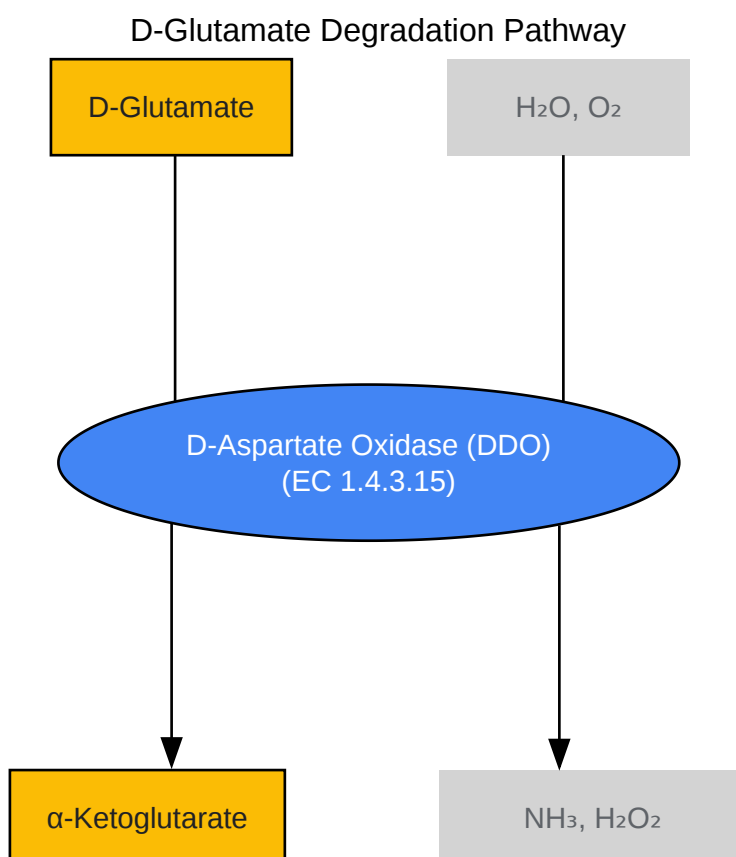 D-Glutamate Degradation Pathway
D-Glutamate
H₂O, O₂
D-Aspartate Oxidase (DDO)
(EC 1.4.3.15)
α-Ketoglutarate
NH₃, H₂O₂